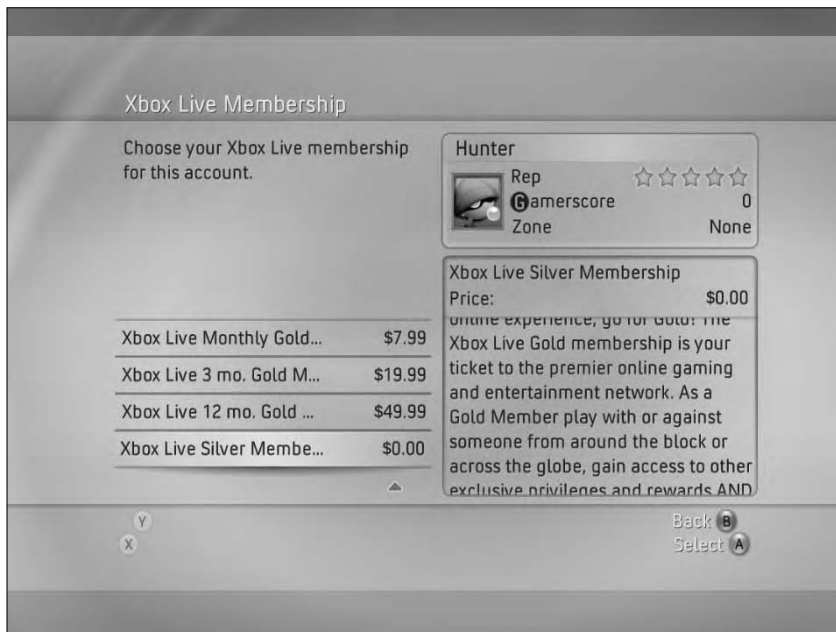 Xbox Live Membership
Choose your Xbox Live membership
for this account.
Xbox Live Monthly Gold... $7.99
Xbox Live 3 mo. Gold M... $19.99
Xbox Live 12 mo. Gold ... $49.99
Xbox Live Silver Membe... $0.00
Hunter
Rep
Gamerscore 0
Zone None
Xbox Live Silver Membership
Price: $0.00
online experience, go for Gold! The
Xbox Live Gold membership is your
ticket to the premier online gaming
and entertainment network. As a
Gold Member play with or against
someone from around the block or
across the globe, gain access to other
exclusive privileges and rewards AND
Y
X
Back B
Select A